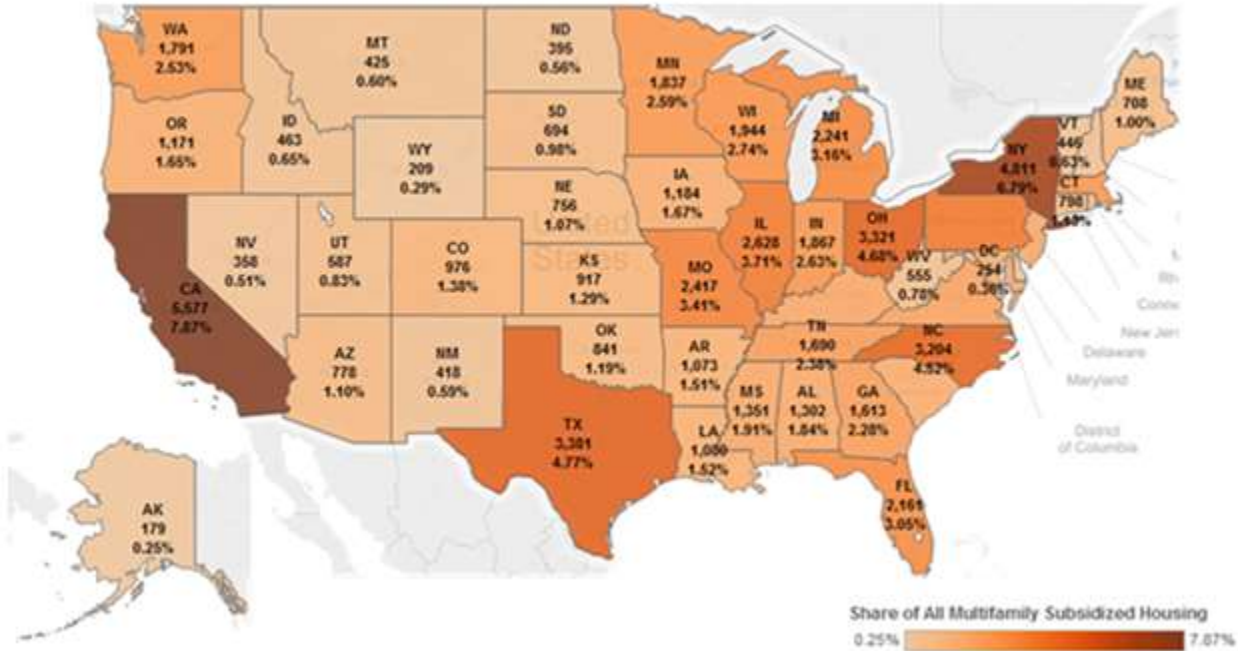 WA
1,791
2.53%
MT
425
0.60%
ND
395
0.56%
MN
1,837
2.59%
ME
708
1.00%
OR
1,171
1.65%
ID
463
0.65%
WY
209
0.29%
SD
694
0.98%
WI
1,944
2.74%
MI
2,241
3.16%
NY
4,811
6.79%
VT
446
0.63%
CT
798
1.13%
NE
756
1.07%
IA
1,184
1.67%
United
States
CA
5,577
7.87%
NV
358
0.51%
UT
587
0.83%
CO
976
1.38%
KS
917
1.29%
MO
2,417
3.41%
IL
2,628
3.71%
IN
1,867
2.63%
OH
3,321
4.68%
WV
555
0.78%
DC
254
0.36%
AZ
778
1.10%
NM
418
0.59%
OK
841
1.19%
AR
1,073
1.51%
TN
1,690
2.38%
NC
3,204
4.52%
MS
1,351
1.91%
AL
1,302
1.84%
GA
1,613
2.28%
TX
3,381
4.77%
LA
1,080
1.52%
FL
2,161
3.05%
AK
179
0.25%
New Jer
Delaware
Maryland
District
of Columbia
Share of All Multifamily Subsidized Housing
0.25%
7.87%